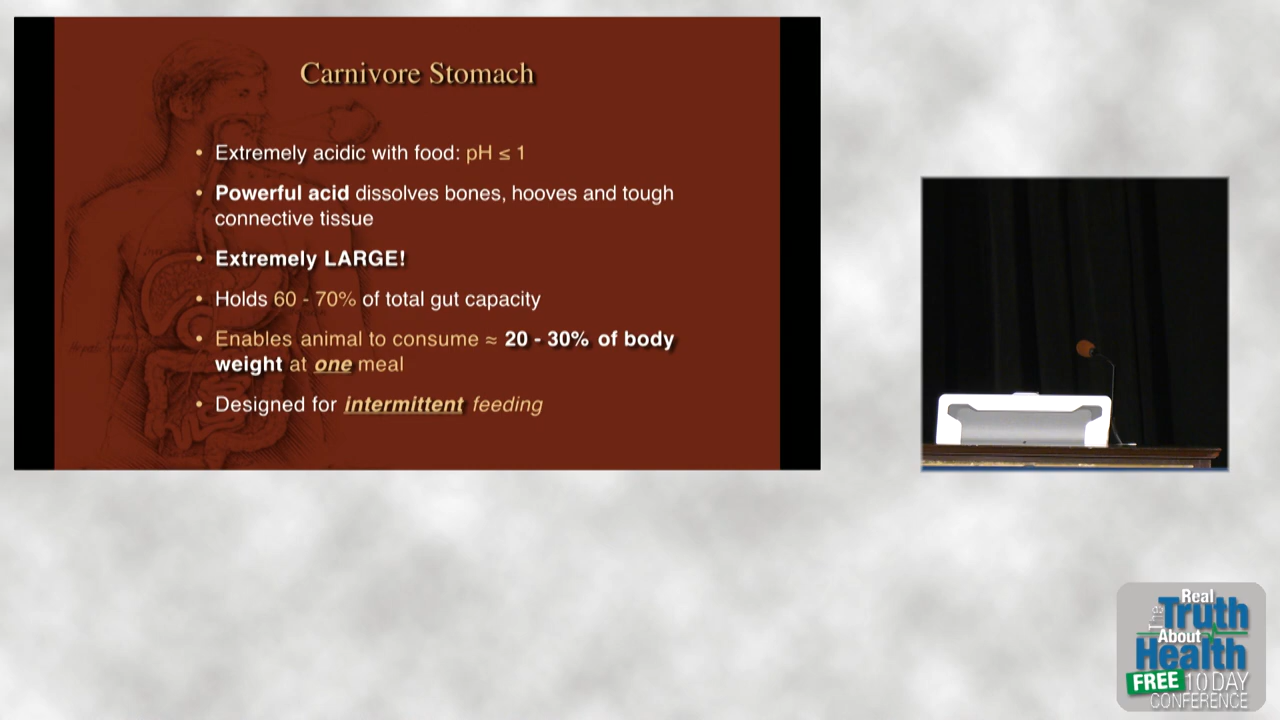 Carnivore Stomach
• Extremely acidic with food: pH ≤ 1
• Powerful acid dissolves bones, hooves and tough
connective tissue
• Extremely LARGE!
• Holds 60 - 70% of total gut capacity
• Enables animal to consume ≈ 20 - 30% of body
weight at one meal
• Designed for intermittent feeding
The Real
Truth
About
Health
FREE 10 DAY
CONFERENCE